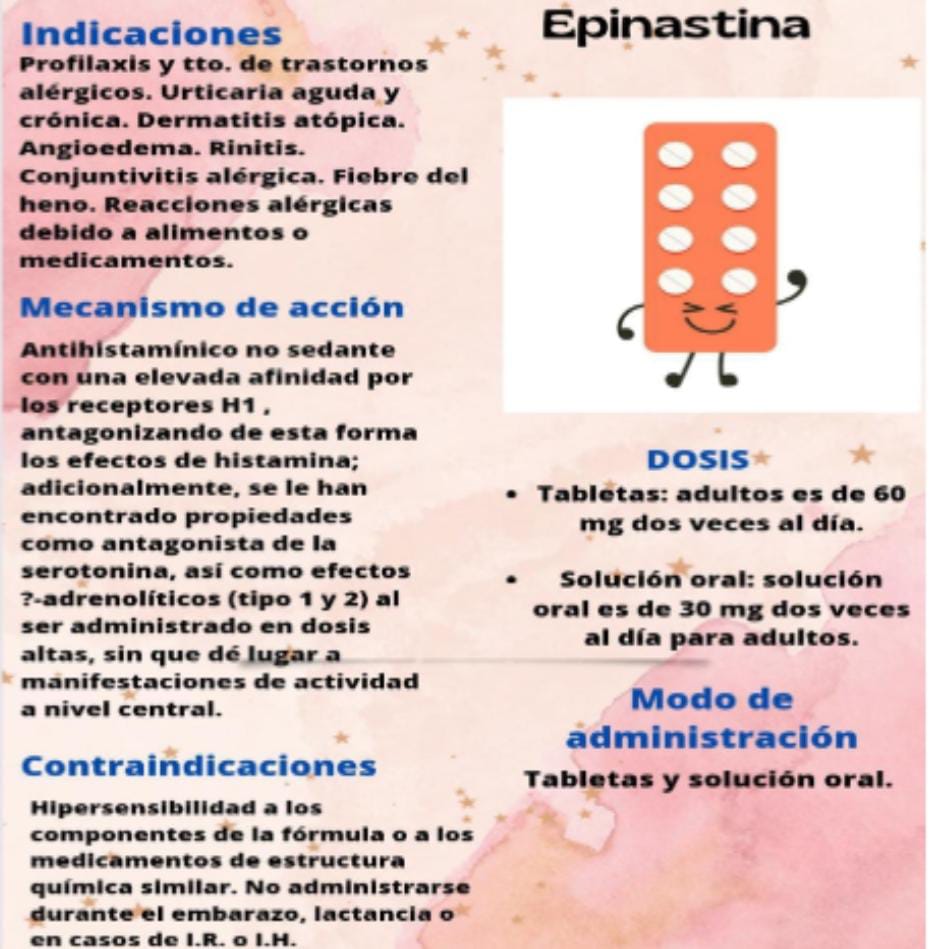 Indicaciones
Profilaxis y tto. de trastornos
alérgicos. Urticaria aguda y
crónica. Dermatitis atópica.
Angioedema. Rinitis.
Conjuntivitis alérgica. Fiebre del
heno. Reacciones alérgicas
debido a alimentos o
medicamentos.
Mecanismo de acción
Antihistamínico no sedante
con una elevada afinidad por
los receptores H1 ,
antagonizando de esta forma
los efectos de histamina;
adicionalmente, se le han
encontrado propiedades
como antagonista de la
serotonina, así como efectos
?-adrenolíticos (tipo 1 y 2) al
ser administrado en dosis
altas, sin que dé lugar a
manifestaciones de actividad
a nivel central.
Contraindicaciones
Hipersensibilidad a los
componentes de la fórmula o a los
medicamentos de estructura
química similar. No administrarse
durante el embarazo, lactancia o
en casos de I.R. o I.H.
Epinastina
DOSIS
• Tabletas: adultos es de 60
mg dos veces al día.
• Solución oral: solución
oral es de 30 mg dos veces
al día para adultos.
Modo de
administración
Tabletas y solución oral.